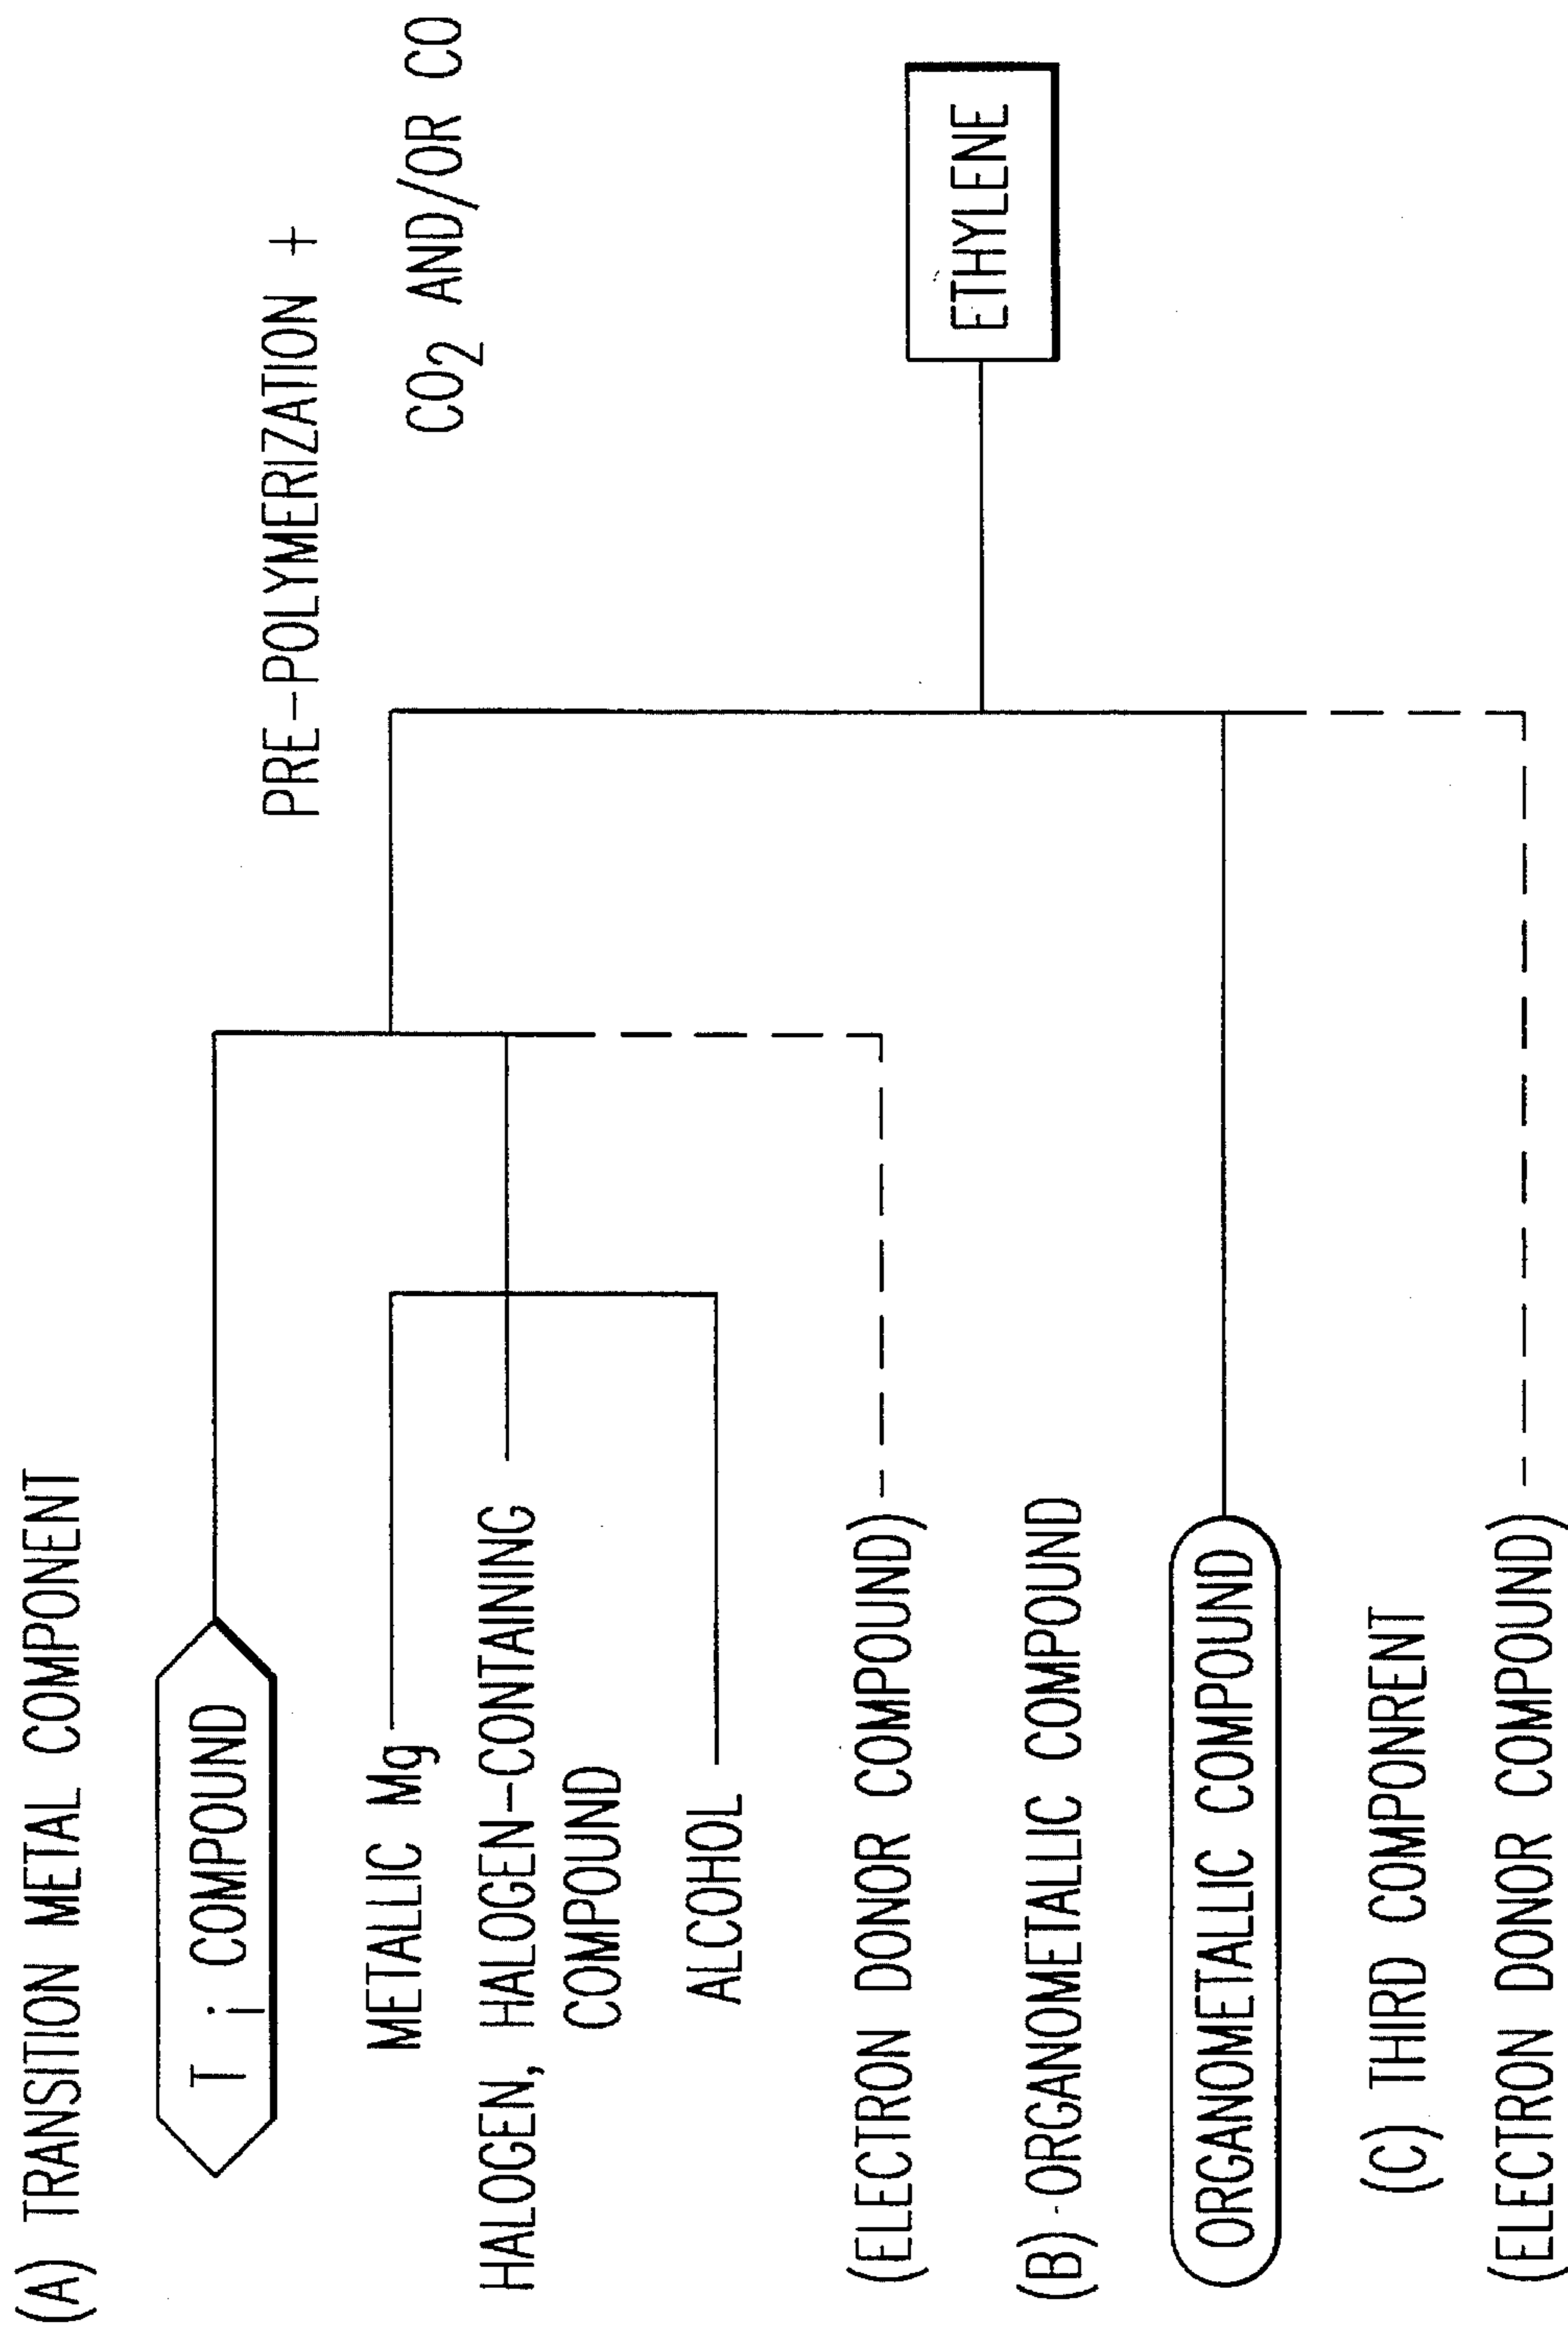 (A) TRANSITION METAL COMPONENT
Ti COMPOUND
METALLIC Mg
HALOGEN, HALOGEN-CONTAINING
COMPOUND
ALCOHOL
(ELECTRON DONOR COMPOUND)
(B) ORGANOMETALLIC COMPOUND
ORGANOMETALLIC COMPOUND
(C) THIRD COMPONRENT
(ELECTRON DONOR COMPOUND)
PRE-POLYMERIZATION +
CO2 AND/OR CO
ETHYLENE